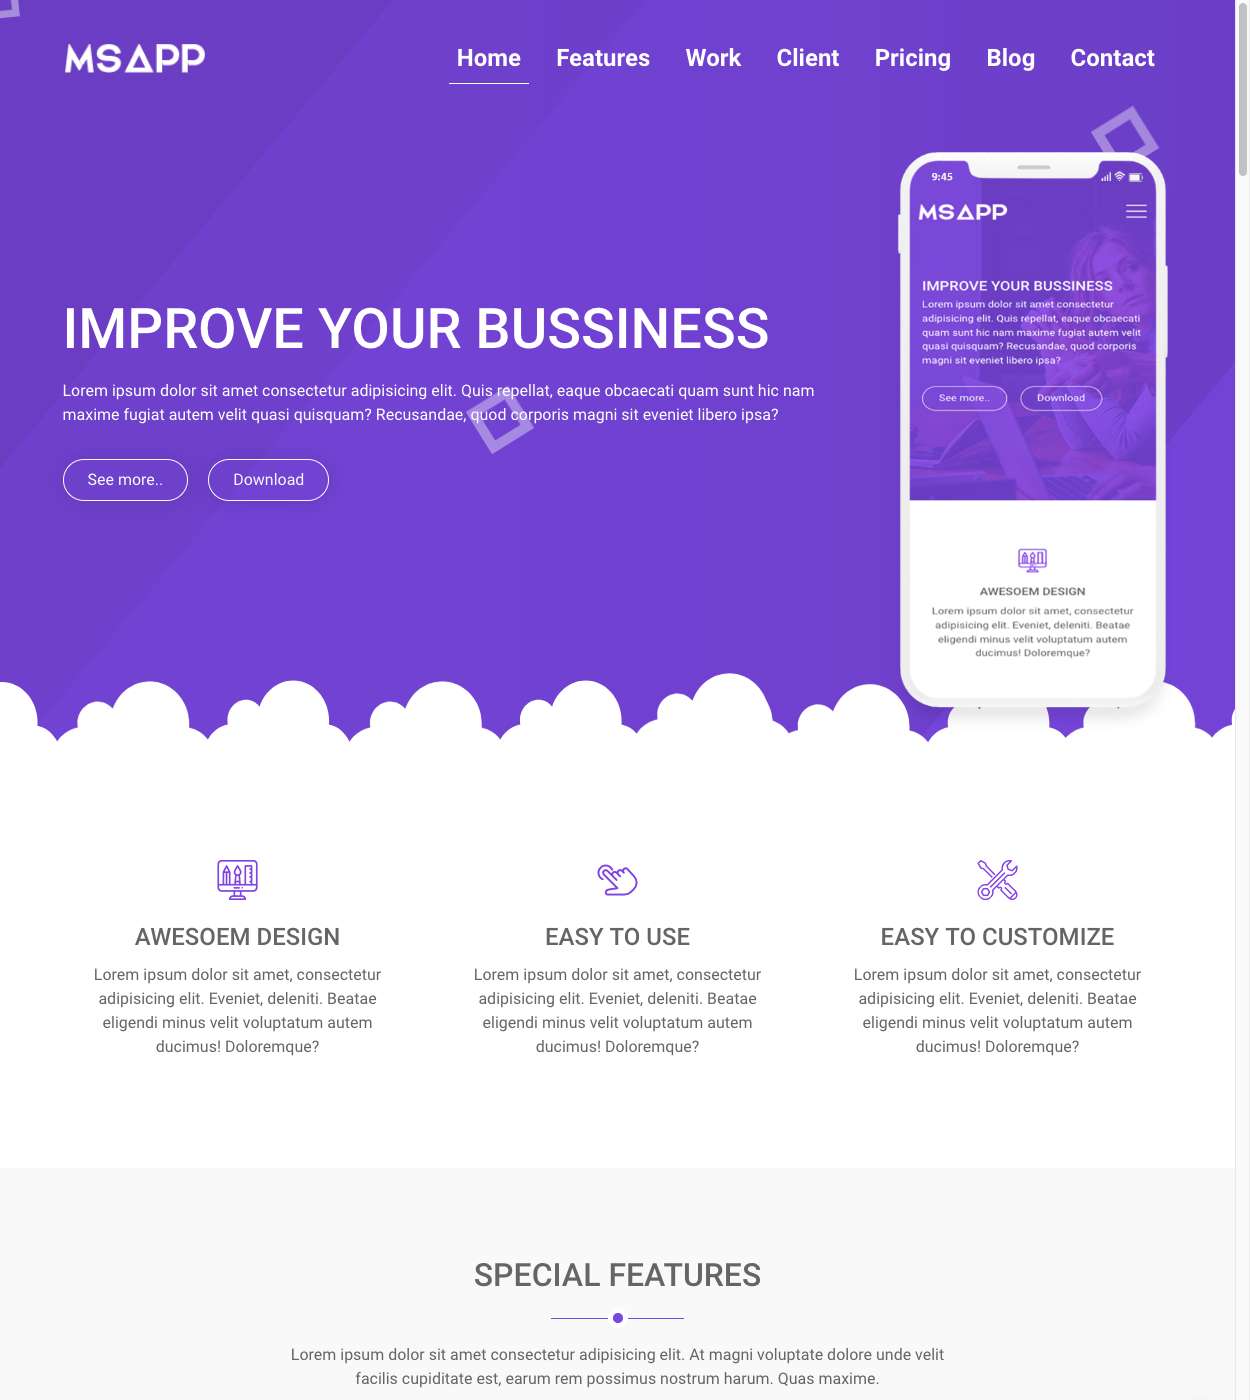 MSAPP
Home Features Work Client Pricing Blog Contact
IMPROVE YOUR BUSSINESS
Lorem ipsum dolor sit amet consectetur adipisicing elit. Quis repellat, eaque obcaecati quam sunt hic nam
maxime fugiat autem velit quasi quisquam? Recusandae, quod corporis magni sit eveniet libero ipsa?
See more.. Download
9:45
MSAPP
IMPROVE YOUR BUSSINESS
Lorem ipsum dolor sit amet consectetur
adipisicing elit. Quis repellat, eaque obcaecati
quam sunt hic nam maxime fugiat autem velit
quasi quisquam? Recusandae, quod corporis
magni sit eveniet libero ipsa?
See more.. Download
AWESOEM DESIGN
Lorem ipsum dolor sit amet, consectetur
adipisicing elit. Eveniet, deleniti. Beatae
eligendi minus velit voluptatum autem
ducimus! Doloremque?
AWESOEM DESIGN
Lorem ipsum dolor sit amet, consectetur
adipisicing elit. Eveniet, deleniti. Beatae
eligendi minus velit voluptatum autem
ducimus! Doloremque?
EASY TO USE
Lorem ipsum dolor sit amet, consectetur
adipisicing elit. Eveniet, deleniti. Beatae
eligendi minus velit voluptatum autem
ducimus! Doloremque?
EASY TO CUSTOMIZE
Lorem ipsum dolor sit amet, consectetur
adipisicing elit. Eveniet, deleniti. Beatae
eligendi minus velit voluptatum autem
ducimus! Doloremque?
SPECIAL FEATURES
Lorem ipsum dolor sit amet consectetur adipisicing elit. At magni voluptate dolore unde velit
facilis cupiditate est, earum rem possimus nostrum harum. Quas maxime.